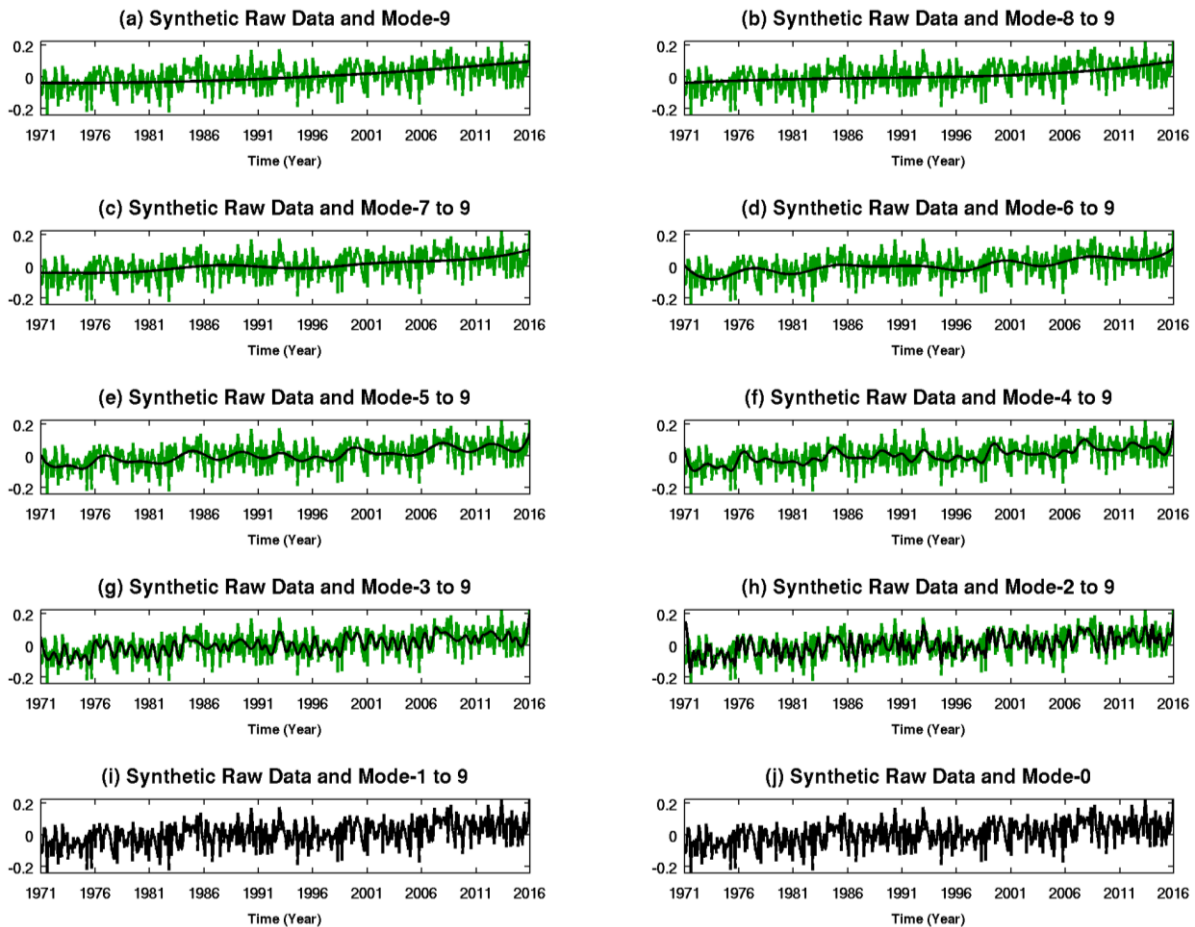 (a) Synthetic Raw Data and Mode-9
0.2
0
-0.2
1971 1976 1981 1986 1991 1996 2001 2006 2011 2016
Time (Year)
(b) Synthetic Raw Data and Mode-8 to 9
0.2
0
-0.2
1971 1976 1981 1986 1991 1996 2001 2006 2011 2016
Time (Year)
(c) Synthetic Raw Data and Mode-7 to 9
0.2
0
-0.2
1971 1976 1981 1986 1991 1996 2001 2006 2011 2016
Time (Year)
(d) Synthetic Raw Data and Mode-6 to 9
0.2
0
-0.2
1971 1976 1981 1986 1991 1996 2001 2006 2011 2016
Time (Year)
(e) Synthetic Raw Data and Mode-5 to 9
0.2
0
-0.2
1971 1976 1981 1986 1991 1996 2001 2006 2011 2016
Time (Year)
(f) Synthetic Raw Data and Mode-4 to 9
0.2
0
-0.2
1971 1976 1981 1986 1991 1996 2001 2006 2011 2016
Time (Year)
(g) Synthetic Raw Data and Mode-3 to 9
0.2
0
-0.2
1971 1976 1981 1986 1991 1996 2001 2006 2011 2016
Time (Year)
(h) Synthetic Raw Data and Mode-2 to 9
0.2
0
-0.2
1971 1976 1981 1986 1991 1996 2001 2006 2011 2016
Time (Year)
(i) Synthetic Raw Data and Mode-1 to 9
0.2
0
-0.2
1971 1976 1981 1986 1991 1996 2001 2006 2011 2016
Time (Year)
(j) Synthetic Raw Data and Mode-0
0.2
0
-0.2
1971 1976 1981 1986 1991 1996 2001 2006 2011 2016
Time (Year)